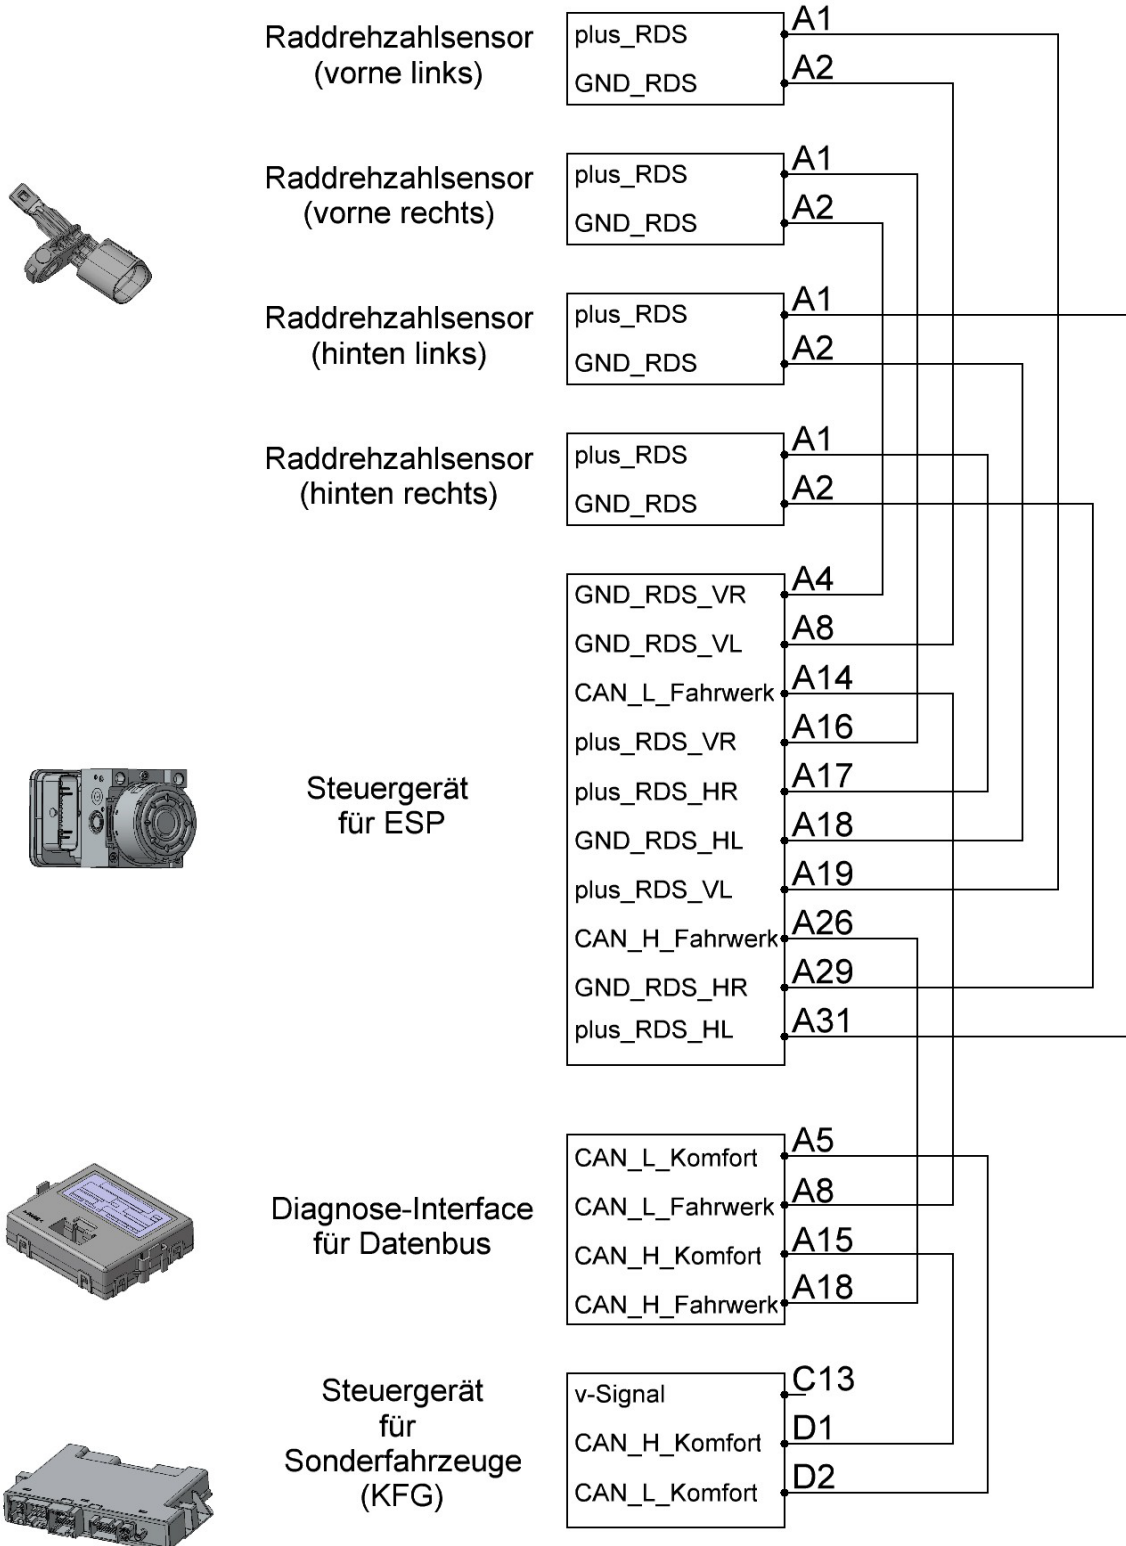 Raddrehzahlsensor
(vorne links)
plus_RDS A1
GND_RDS A2
Raddrehzahlsensor
(vorne rechts)
plus_RDS A1
GND_RDS A2
Raddrehzahlsensor
(hinten links)
plus_RDS A1
GND_RDS A2
Raddrehzahlsensor
(hinten rechts)
plus_RDS A1
GND_RDS A2
Steuergerät
für ESP
GND_RDS_VR A4
GND_RDS_VL A8
CAN_L_Fahrwerk A14
plus_RDS_VR A16
plus_RDS_HR A17
GND_RDS_HL A18
plus_RDS_VL A19
CAN_H_Fahrwerk A26
GND_RDS_HR A29
plus_RDS_HL A31
Diagnose-Interface
für Datenbus
CAN_L_Komfort A5
CAN_L_Fahrwerk A8
CAN_H_Komfort A15
CAN_H_Fahrwerk A18
Steuergerät
für
Sonderfahrzeuge
(KFG)
v-Signal C13
CAN_H_Komfort D1
CAN_L_Komfort D2